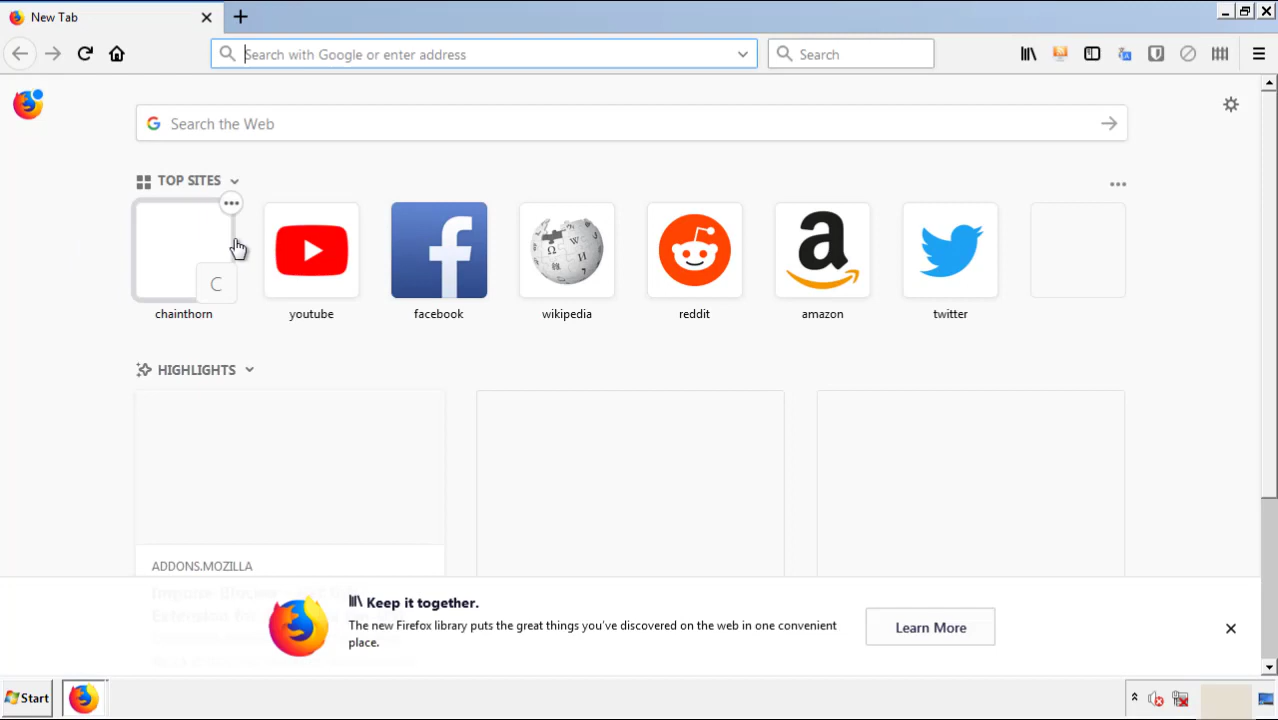 New Tab
Search with Google or enter address
Search
Search the Web
TOP SITES
C
chainthorn
youtube
facebook
wikipedia
reddit
amazon
twitter
HIGHLIGHTS
ADDONS.MOZILLA
Keep it together.
The new Firefox library puts the great things you've discovered on the web in one convenient
place.
Learn More
Start